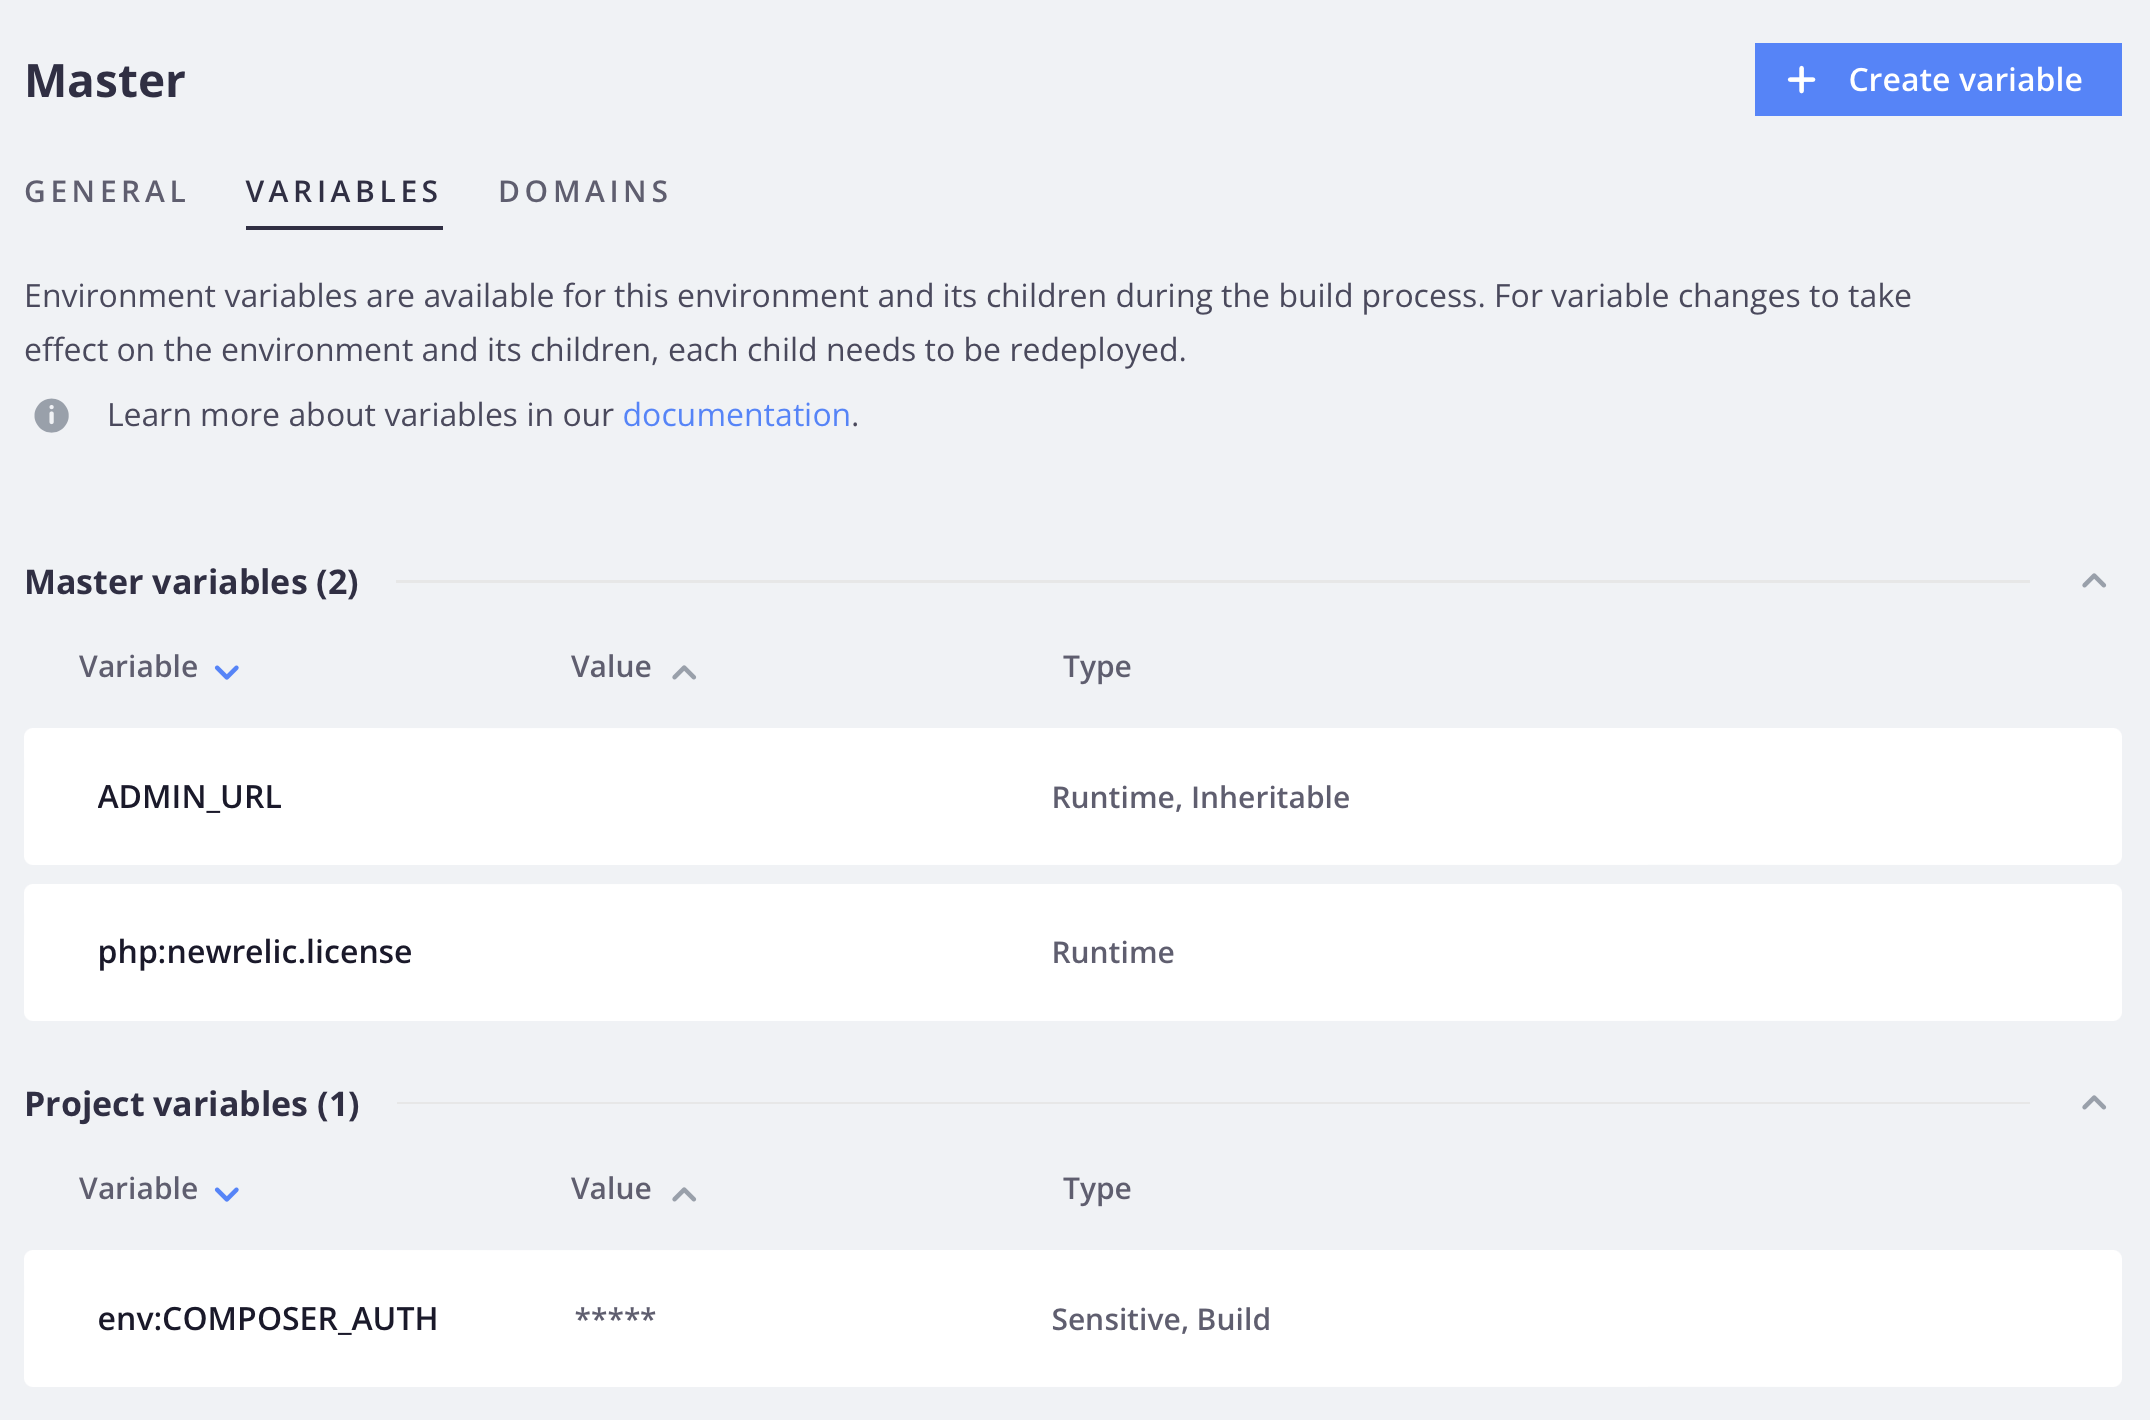 Master
+ Create variable
GENERAL VARIABLES DOMAINS
Environment variables are available for this environment and its children during the build process. For variable changes to take
effect on the environment and its children, each child needs to be redeployed.
Learn more about variables in our documentation.
Master variables (2)
Variable Value Type
ADMIN_URL Runtime, Inheritable
php:newrelic.license Runtime
Project variables (1)
Variable Value Type
env:COMPOSER_AUTH ***** Sensitive, Build